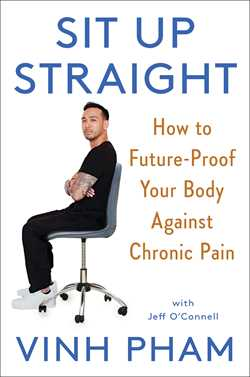 SIT UP
STRAIGHT
How to
Future-Proof
Your Body
Against
Chronic Pain
with
Jeff O'Connell
VINH PHAM